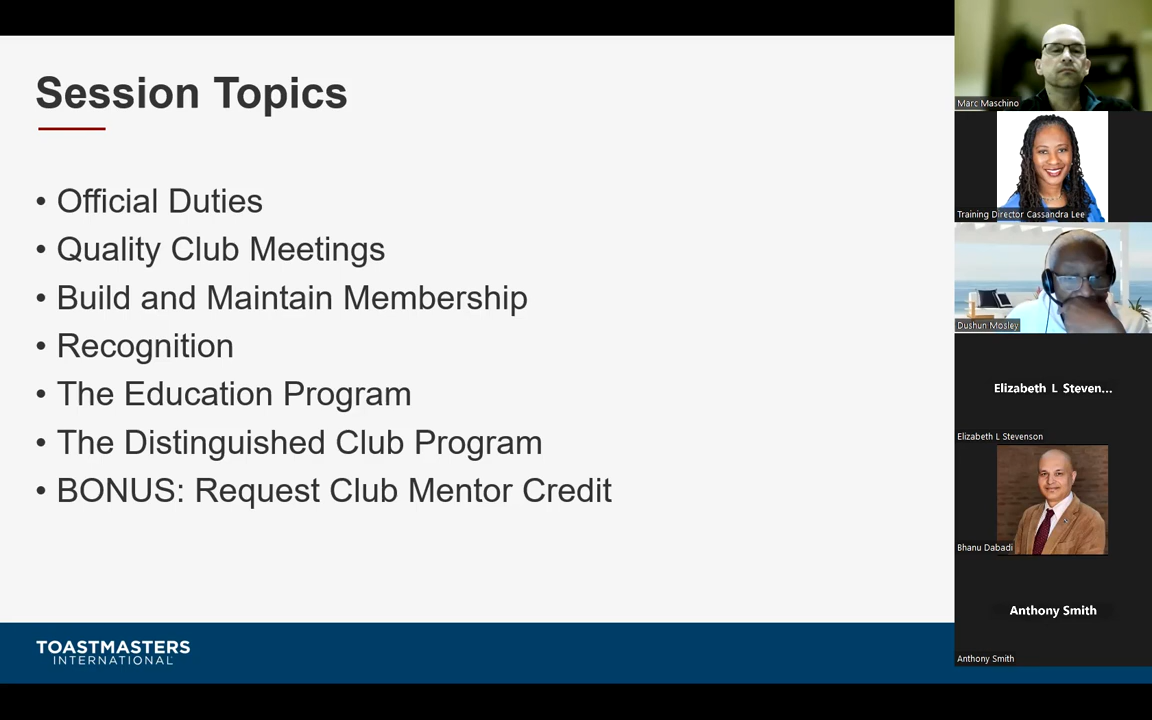 Session Topics
• Official Duties
• Quality Club Meetings
• Build and Maintain Membership
• Recognition
• The Education Program
• The Distinguished Club Program
• BONUS: Request Club Mentor Credit
TOASTMASTERS
INTERNATIONAL
Marc Maschino
Training Director Cassandra Lee
Dushun Mosley
Elizabeth L Steven...
Elizabeth L Stevenson
Bhanu Dabadi
Anthony Smith
Anthony Smith